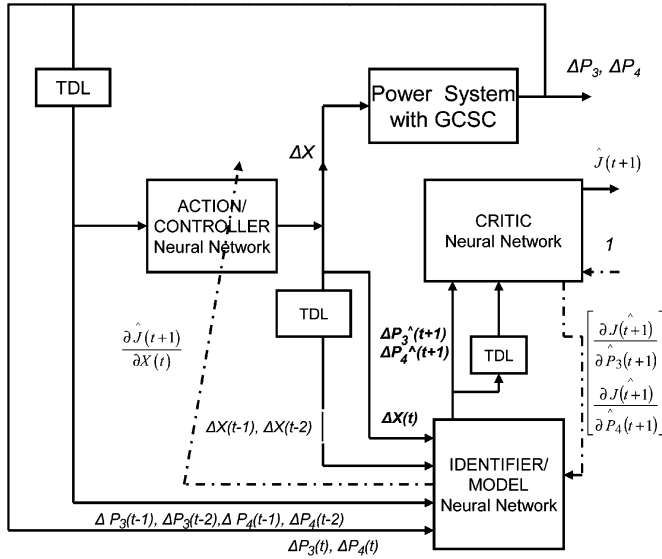 TDL
Power System
with GCSC
ΔP3, ΔP4
ΔX
Ĵ(t+1)
ACTION/
CONTROLLER
Neural Network
CRITIC
Neural Network
1
TDL
∂Ĵ(t+1)
∂X(t)
ΔP3^(t+1)
ΔP4^(t+1)
TDL
∂J(t̂+1)
∂P̂3(t+1)
∂J(t̂+1)
∂P̂4(t+1)
ΔX(t-1), ΔX(t-2)
ΔX(t)
IDENTIFIER/
MODEL
Neural Network
Δ P3(t-1), ΔP3(t-2),Δ P4(t-1), ΔP4(t-2)
ΔP3(t), ΔP4(t)